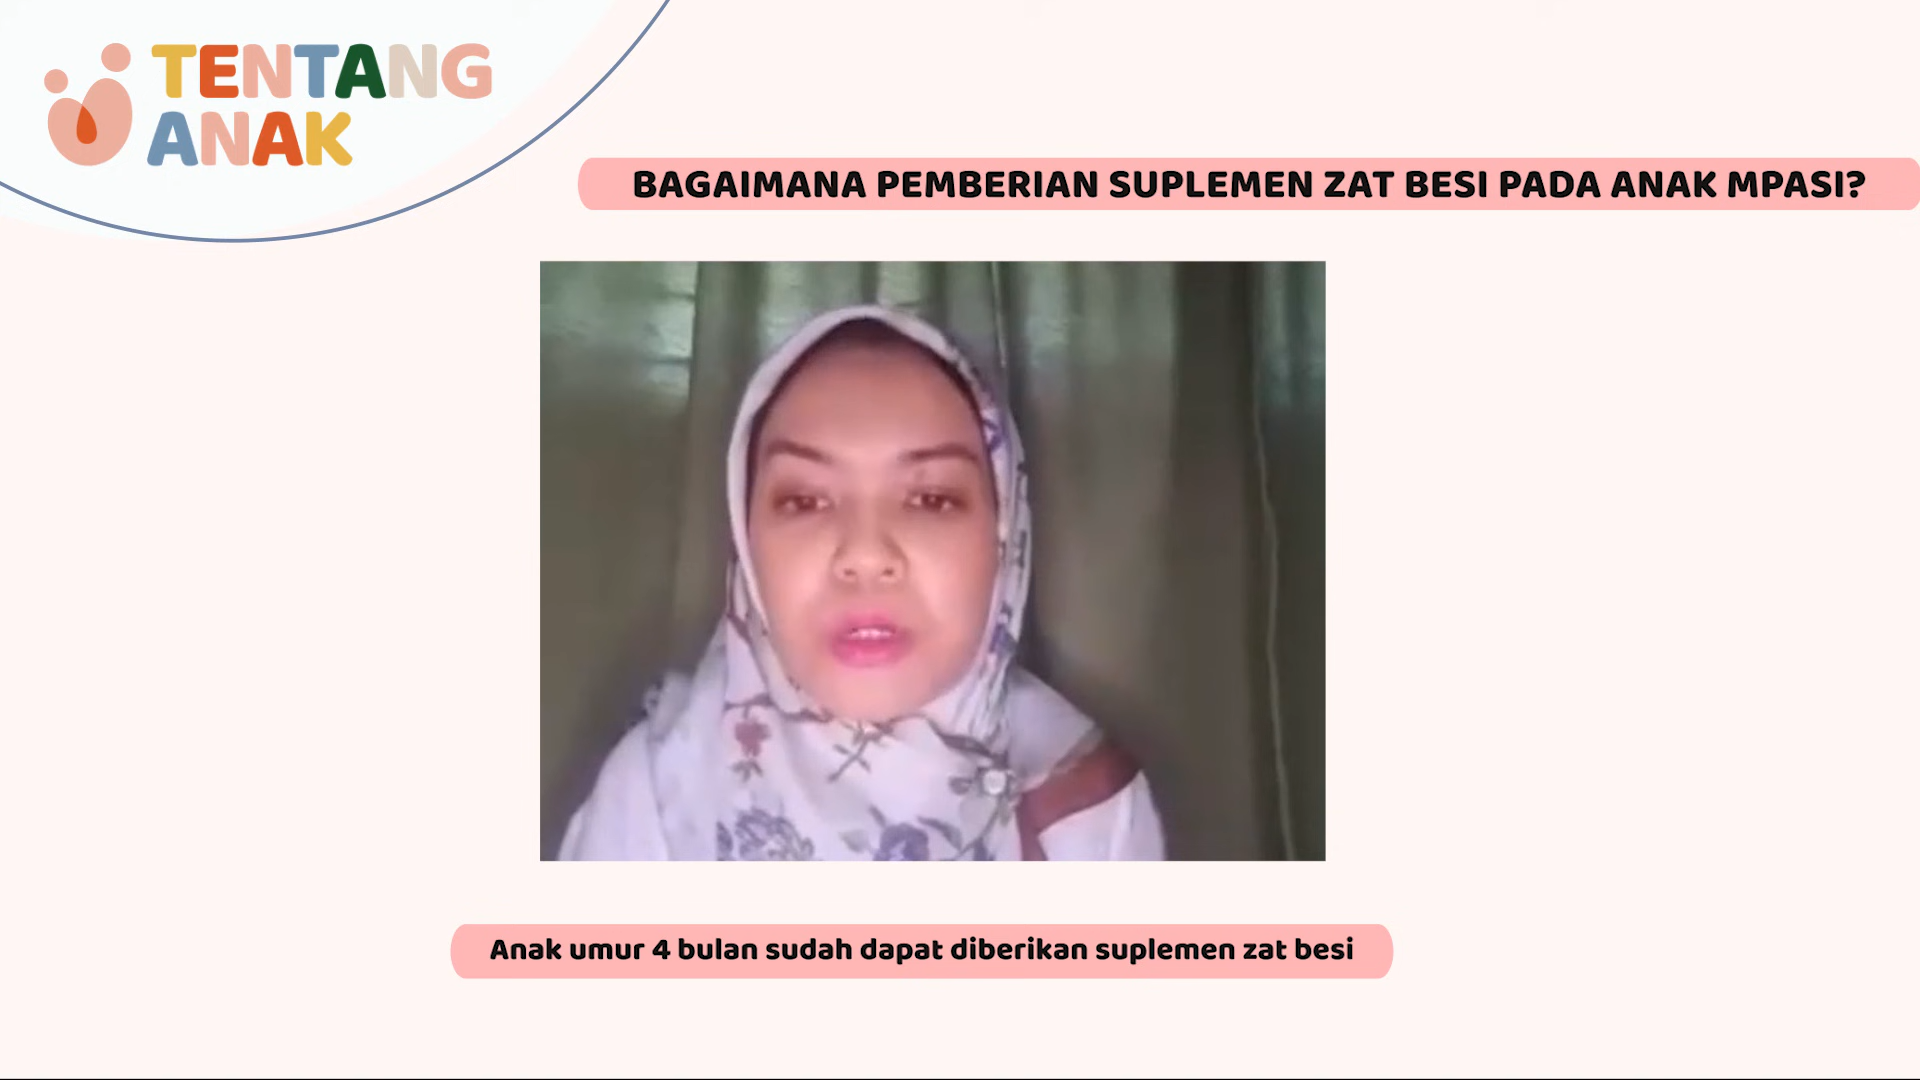 TENTANG
ANAK
BAGAIMANA PEMBERIAN SUPLEMEN ZAT BESI PADA ANAK MPASI?
Anak umur 4 bulan sudah dapat diberikan suplemen zat besi